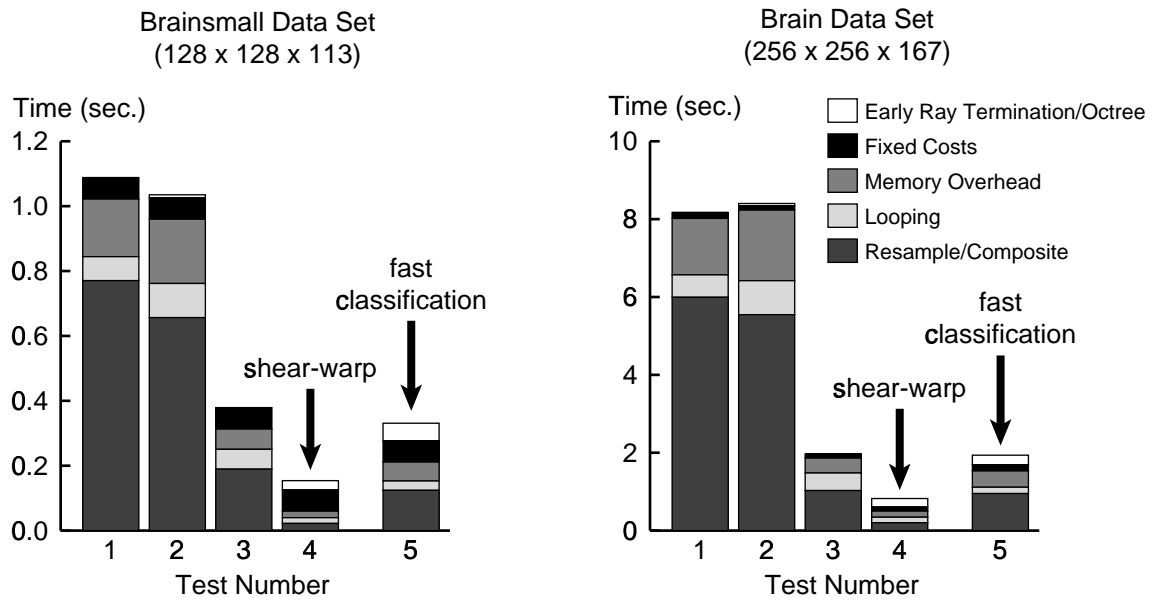 Brainsmall Data Set
(128 x 128 x 113)
Time (sec.)
1.2
1.0
0.8
0.6
0.4
0.2
0.0
fast
classification
shear-warp
1 2 3 4 5
Test Number
Brain Data Set
(256 x 256 x 167)
Time (sec.)
10
8
6
4
2
0
Early Ray Termination/Octree
Fixed Costs
Memory Overhead
Looping
Resample/Composite
fast
classification
shear-warp
1 2 3 4 5
Test Number